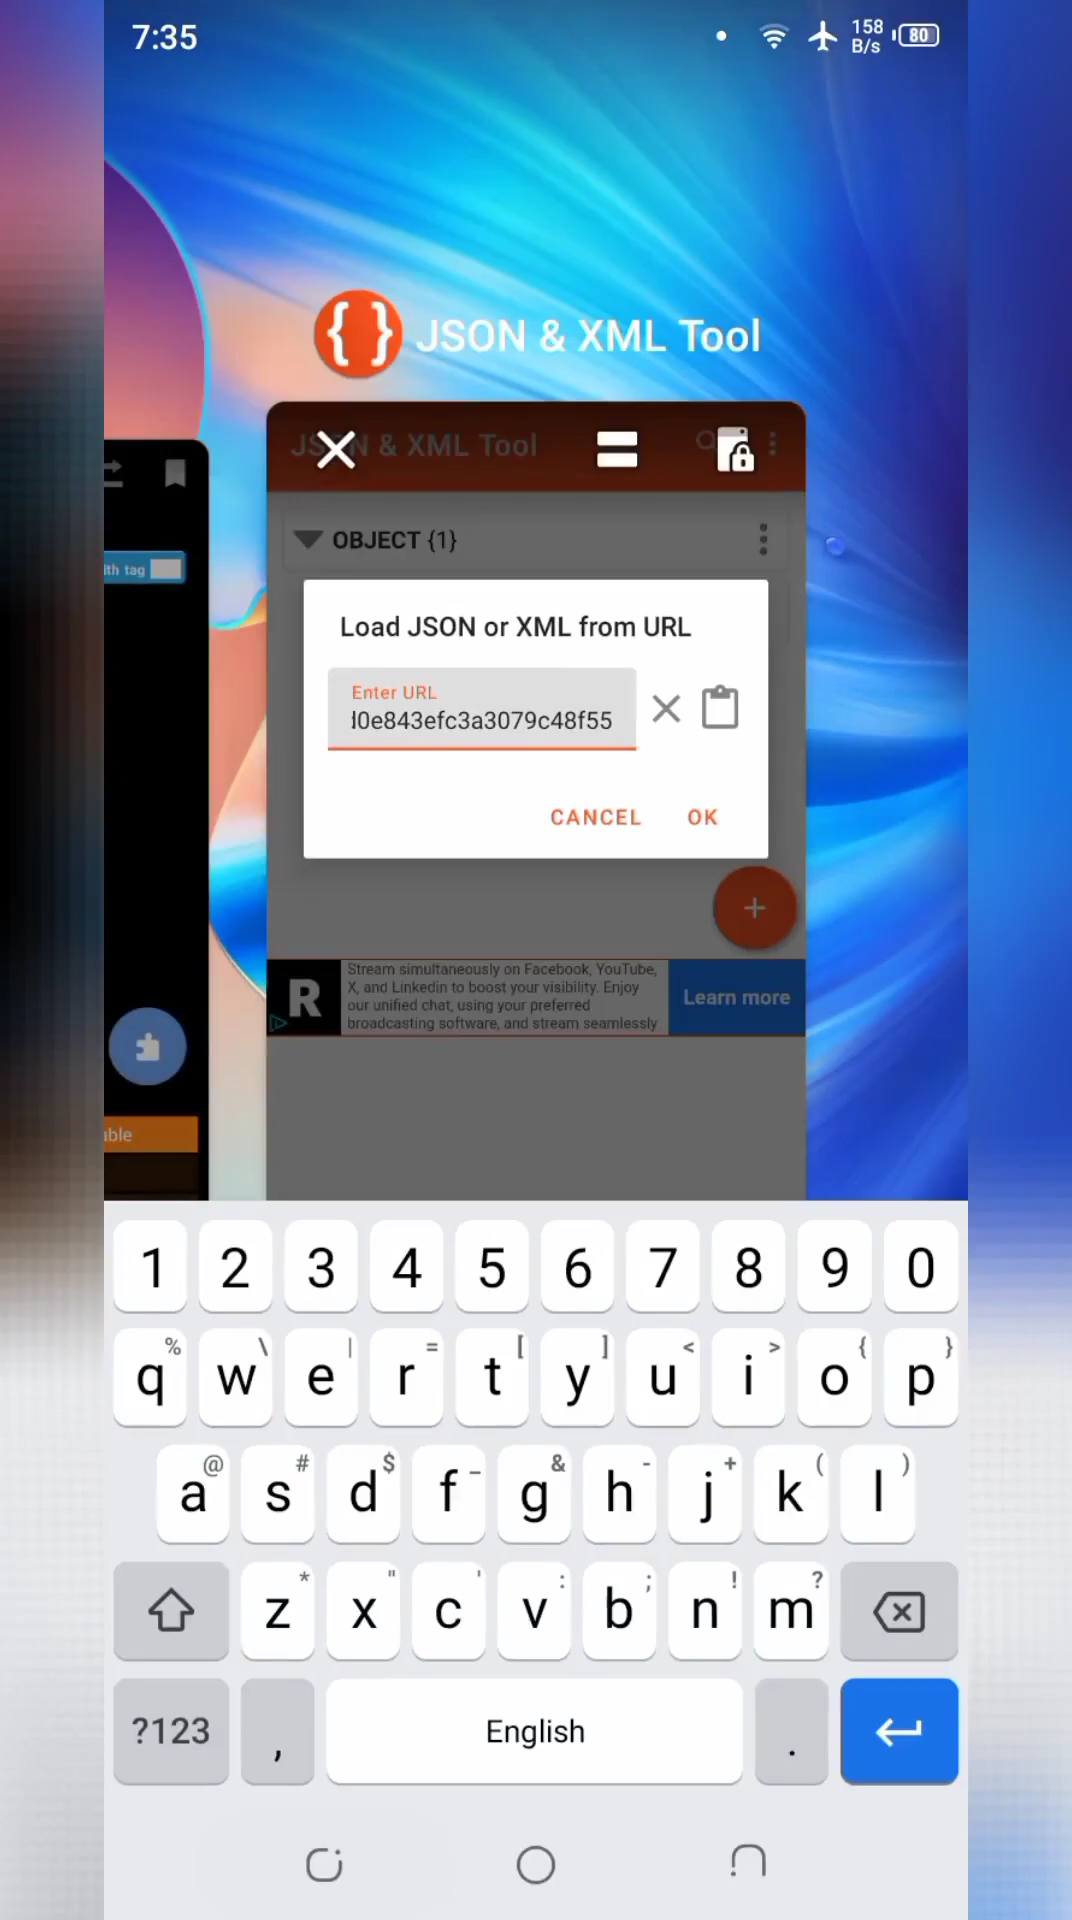 7:35
158
B/s
80
{ } JSON & XML Tool
JSON & XML Tool
ith tag
OBJECT {1}
Load JSON or XML from URL
Enter URL
d0e843efc3a3079c48f55
CANCEL OK
+
R
Stream simultaneously on Facebook, YouTube,
X, and Linkedin to boost your visibility. Enjoy
our unified chat, using your preferred
broadcasting software, and stream seamlessly
Learn more
able
1 2 3 4 5 6 7 8 9 0
% \ | = [ ] < > { }
q w e r t y u i o p
@ # $ _ & - + ( )
a s d f g h j k l
* " ' : ; ! ?
z x c v b n m
?123 , English .